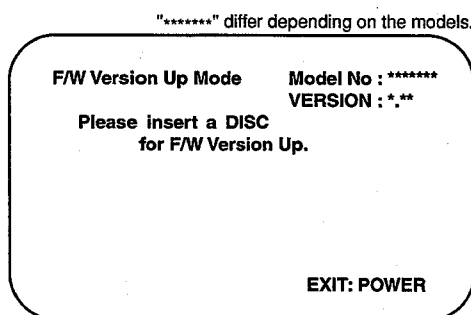 "*******" differ depending on the models.
F/W Version Up Mode
Model No : *******
VERSION : *.**
Please insert a DISC
for F/W Version Up.
EXIT: POWER